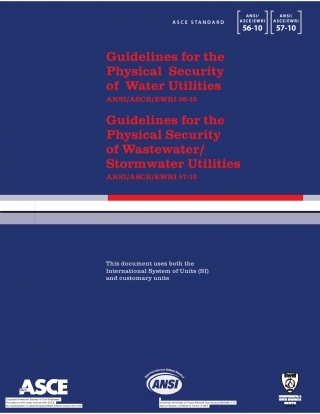 ASCE STANDARD
ANSI/
ASCE/EWRI
56-10
ANSI/
ASCE/EWRI
57-10
Guidelines for the
Physical Security
of Water Utilities
ANSI/ASCE/EWRI 56-10
Guidelines for the
Physical Security
of Wastewater/
Stormwater Utilities
ANSI/ASCE/EWRI 57-10
This document uses both the
International System of Units (SI)
and customary units
ASCE
ANSI